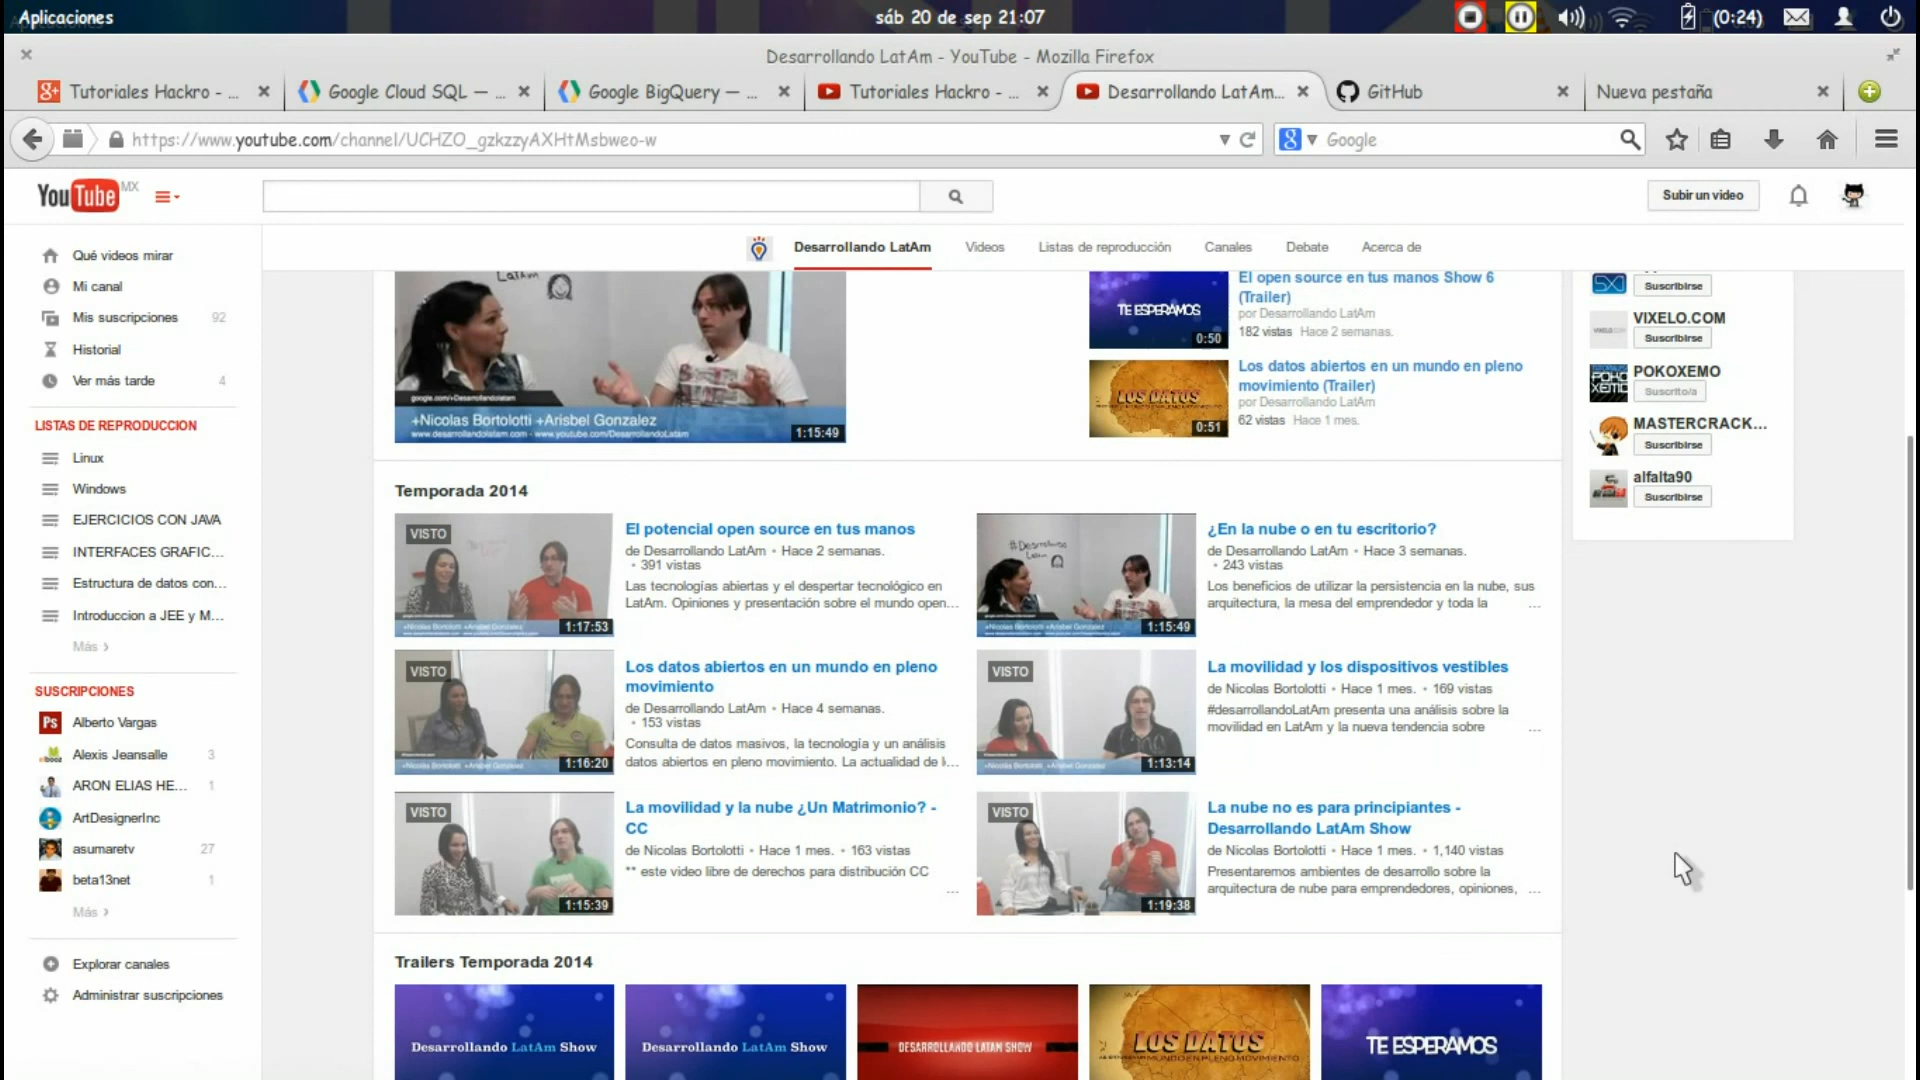 Aplicaciones
sáb 20 de sep 21:07
(0:24)
Desarrollando LatAm - YouTube - Mozilla Firefox
Tutoriales Hackro - ...
Google Cloud SQL — ...
Google BigQuery — ...
Tutoriales Hackro - ...
Desarrollando LatAm...
GitHub
Nueva pestaña
https://www.youtube.com/channel/UCHZO_gzkzzyAXHtMsbweo-w
Google
YouTube MX
Subir un video
Desarrollando LatAm
Videos
Listas de reproducción
Canales
Debate
Acerca de
Qué videos mirar
Mi canal
Mis suscripciones 92
Historial
Ver más tarde 4
LISTAS DE REPRODUCCION
Linux
Windows
EJERCICIOS CON JAVA
INTERFACES GRAFIC...
Estructura de datos con...
Introduccion a JEE y M...
Más
SUSCRIPCIONES
Alberto Vargas
Alexis Jeansalle 3
ARON ELIAS HE... 1
ArtDesignerInc
asumaretv 27
beta13net 1
Más
Explorar canales
Administrar suscripciones
LatAm
google.com/+Desarrollandolatam
+Nicolas Bortolotti +Arisbel Gonzalez
www.desarrollandolatam.com - www.youtube.com/DesarrollandoLatam
1:15:49
TE ESPERAMOS
0:50
El open source en tus manos Show 6
(Trailer)
por Desarrollando LatAm
182 vistas Hace 2 semanas.
LOS DATOS
0:51
Los datos abiertos en un mundo en pleno
movimiento (Trailer)
por Desarrollando LatAm
62 vistas Hace 1 mes.
Suscribirse
VIXELO.COM
Suscribirse
POKOXEMO
Suscrito/a
MASTERCRACK...
Suscribirse
alfalta90
Suscribirse
Temporada 2014
VISTO
1:17:53
El potencial open source en tus manos
de Desarrollando LatAm • Hace 2 semanas.
• 391 vistas
Las tecnologías abiertas y el despertar tecnológico en
LatAm. Opiniones y presentación sobre el mundo open...
1:15:49
¿En la nube o en tu escritorio?
de Desarrollando LatAm • Hace 3 semanas.
• 243 vistas
Los beneficios de utilizar la persistencia en la nube, sus
arquitectura, la mesa del emprendedor y toda la ...
VISTO
1:16:20
Los datos abiertos en un mundo en pleno
movimiento
de Desarrollando LatAm • Hace 4 semanas.
• 153 vistas
Consulta de datos masivos, la tecnología y un análisis
datos abiertos en pleno movimiento. La actualidad de l...
VISTO
1:13:14
La movilidad y los dispositivos vestibles
de Nicolas Bortolotti • Hace 1 mes. • 169 vistas
#desarrollandoLatAm presenta una análisis sobre la
movilidad en LatAm y la nueva tendencia sobre ...
VISTO
1:15:39
La movilidad y la nube ¿Un Matrimonio? -
CC
de Nicolas Bortolotti • Hace 1 mes. • 163 vistas
** este video libre de derechos para distribución CC
...
VISTO
1:19:38
La nube no es para principiantes -
Desarrollando LatAm Show
de Nicolas Bortolotti • Hace 1 mes. • 1,140 vistas
Presentaremos ambientes de desarrollo sobre la
arquitectura de nube para emprendedores, opiniones, ...
Trailers Temporada 2014
Desarrollando LatAm Show
Desarrollando LatAm Show
DESARROLLANDO LATAM SHOW
LOS DATOS
TE ESPERAMOS